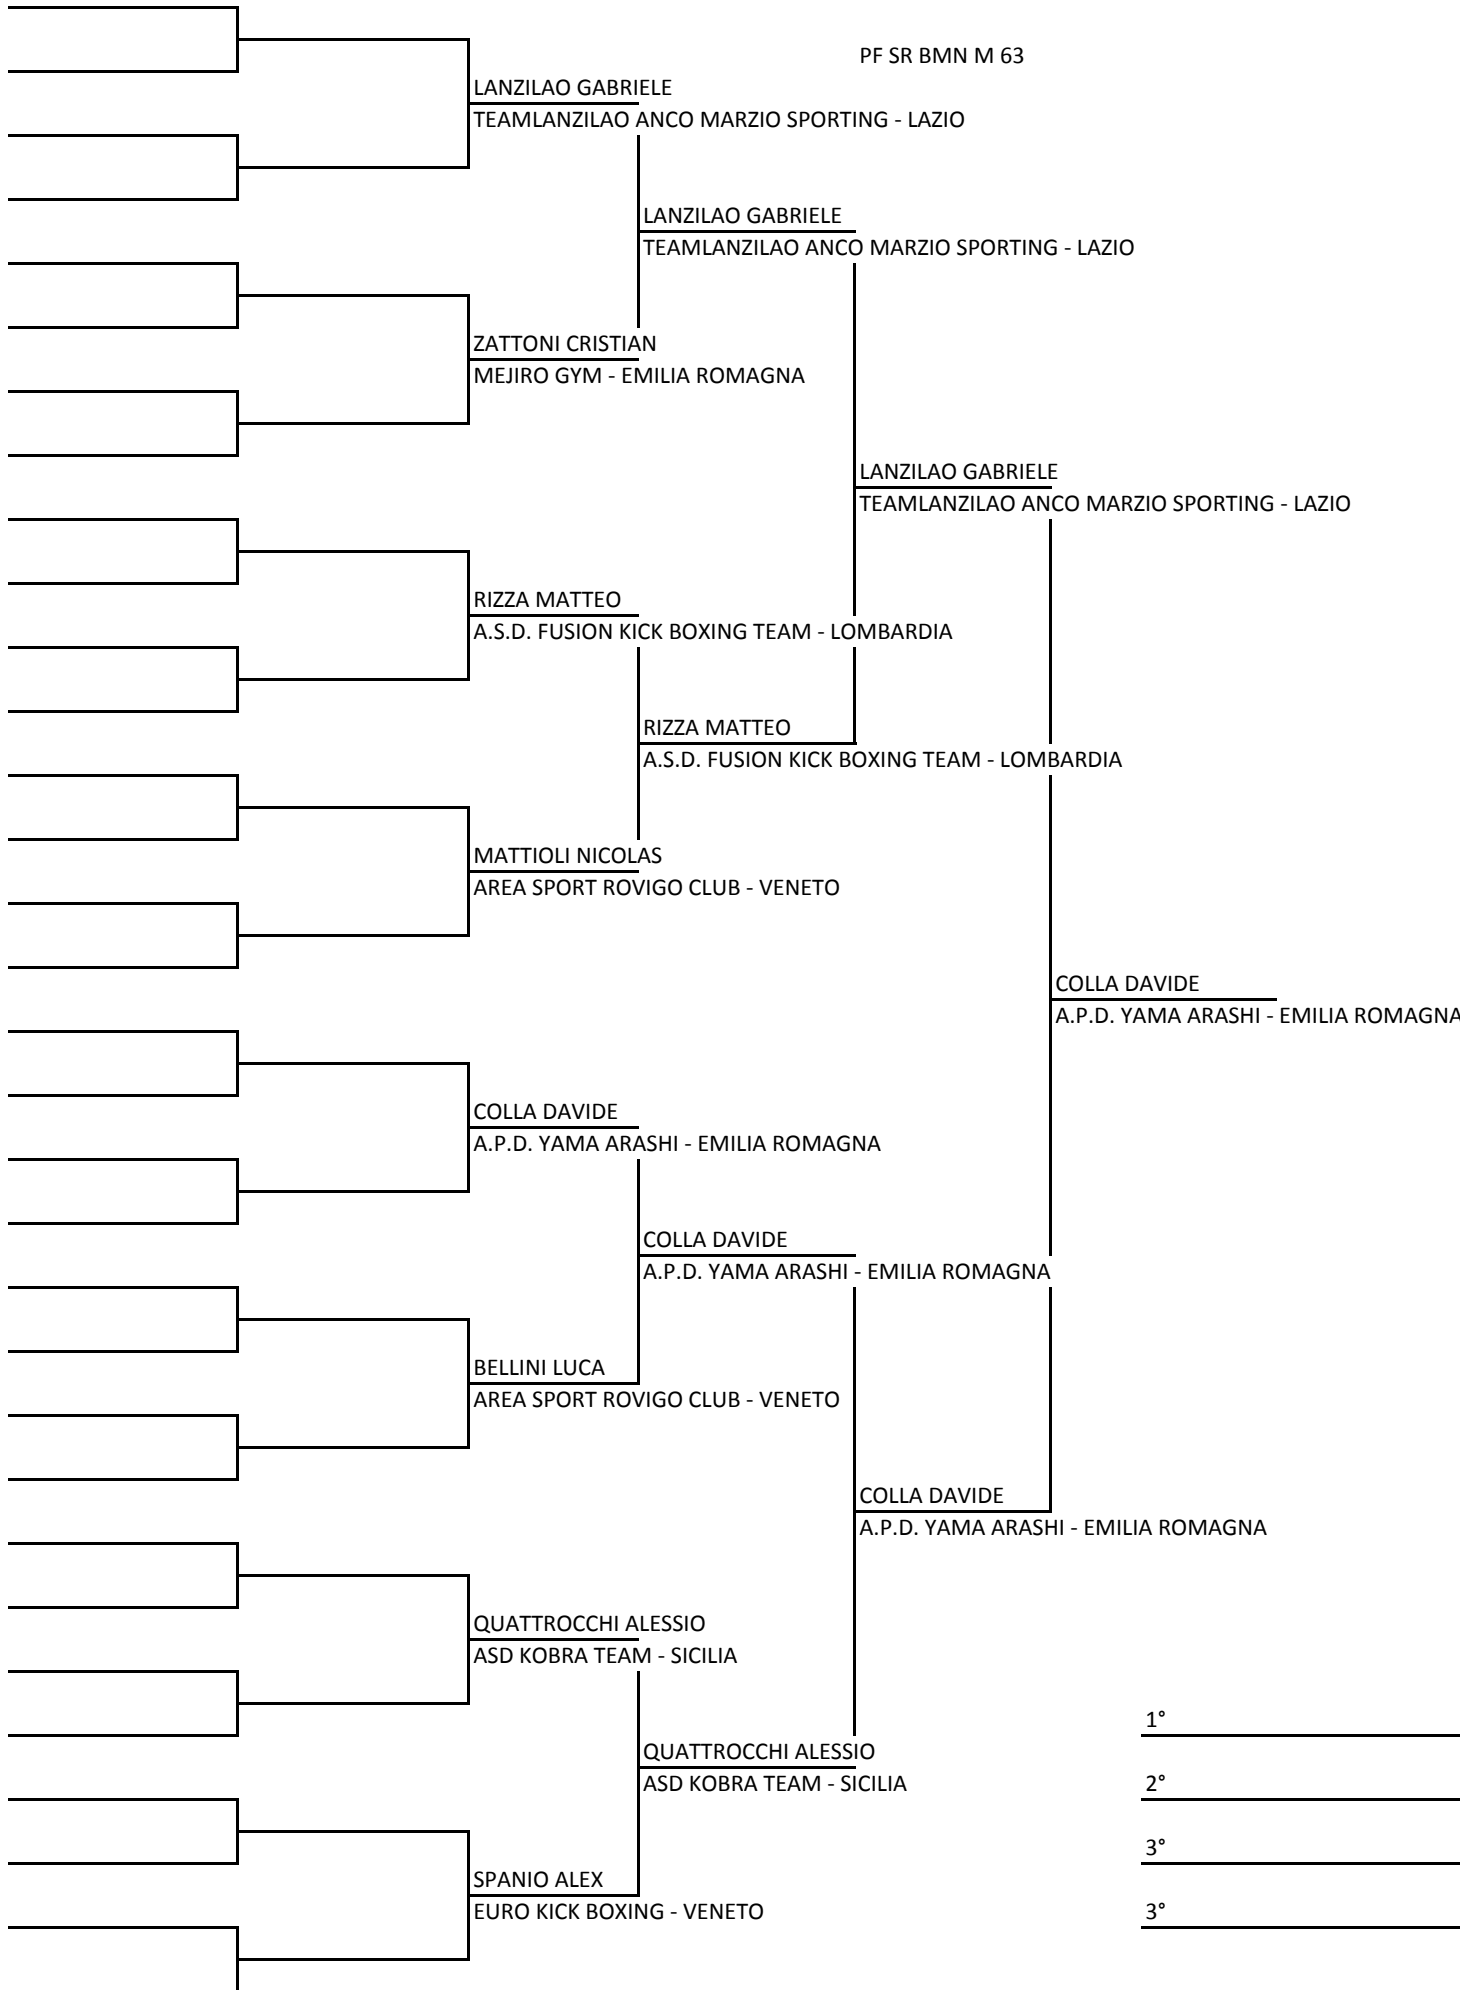 PF SR BMN M 63
LANZILAO GABRIELE
TEAMLANZILAO ANCO MARZIO SPORTING - LAZIO
LANZILAO GABRIELE
TEAMLANZILAO ANCO MARZIO SPORTING - LAZIO
ZATTONI CRISTIAN
MEJIRO GYM - EMILIA ROMAGNA
LANZILAO GABRIELE
TEAMLANZILAO ANCO MARZIO SPORTING - LAZIO
RIZZA MATTEO
A.S.D. FUSION KICK BOXING TEAM - LOMBARDIA
RIZZA MATTEO
A.S.D. FUSION KICK BOXING TEAM - LOMBARDIA
MATTIOLI NICOLAS
AREA SPORT ROVIGO CLUB - VENETO
COLLA DAVIDE
A.P.D. YAMA ARASHI - EMILIA ROMAGNA
COLLA DAVIDE
A.P.D. YAMA ARASHI - EMILIA ROMAGNA
COLLA DAVIDE
A.P.D. YAMA ARASHI - EMILIA ROMAGNA
BELLINI LUCA
AREA SPORT ROVIGO CLUB - VENETO
COLLA DAVIDE
A.P.D. YAMA ARASHI - EMILIA ROMAGNA
QUATTROCCHI ALESSIO
ASD KOBRA TEAM - SICILIA
1°
QUATTROCCHI ALESSIO
ASD KOBRA TEAM - SICILIA
2°
3°
SPANIO ALEX
EURO KICK BOXING - VENETO
3°